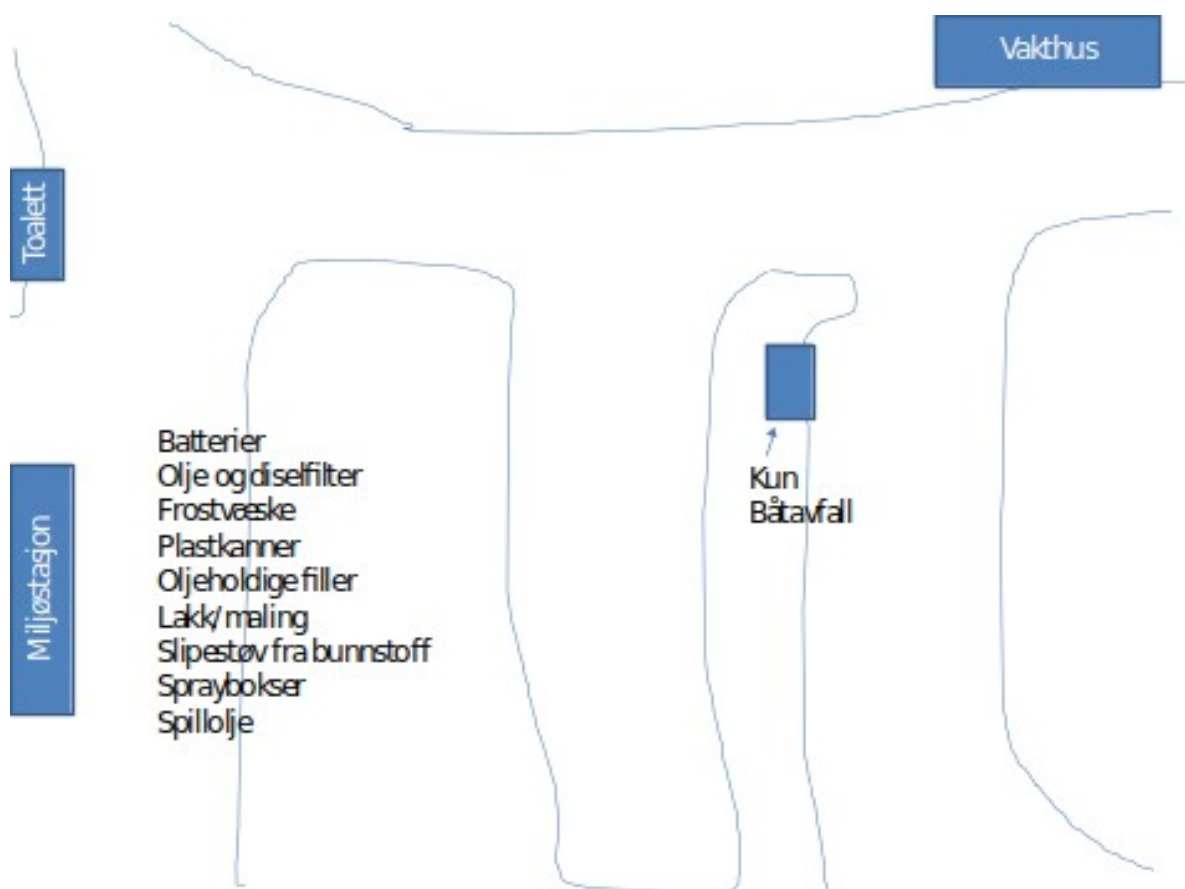 Vakthus
Toalett
Batterier
Olje og diselfilter
Frostvæske
Plastkanner
Oljeholdige filler
Lakk/maling
Slipestøv fra bunnstoff
Spraybokser
Spillolje
Miljøstasjon
Kun
Båtavfall